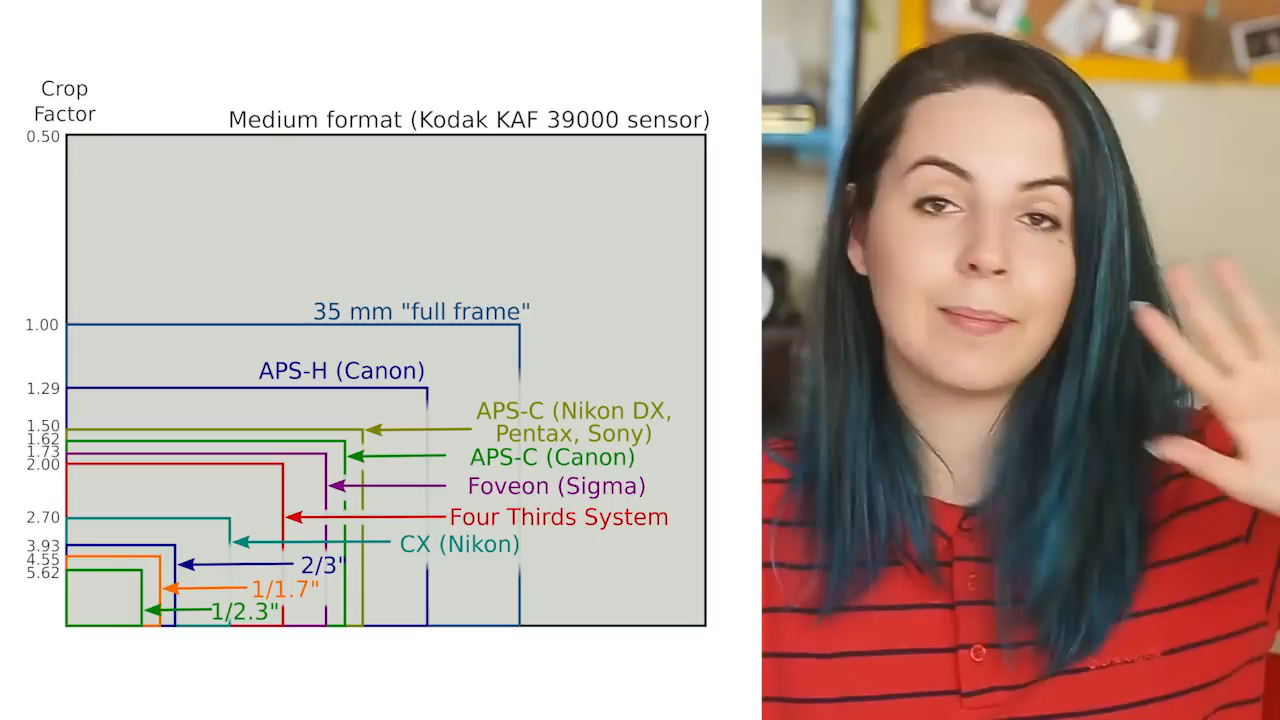 Crop
Factor
Medium format (Kodak KAF 39000 sensor)
0.50
35 mm "full frame"
1.00
APS-H (Canon)
1.29
APS-C (Nikon DX,
Pentax, Sony)
1.50
1.62
APS-C (Canon)
1.73
2.00
Foveon (Sigma)
Four Thirds System
2.70
CX (Nikon)
3.93
2/3"
4.55
5.62
1/1.7"
1/2.3"